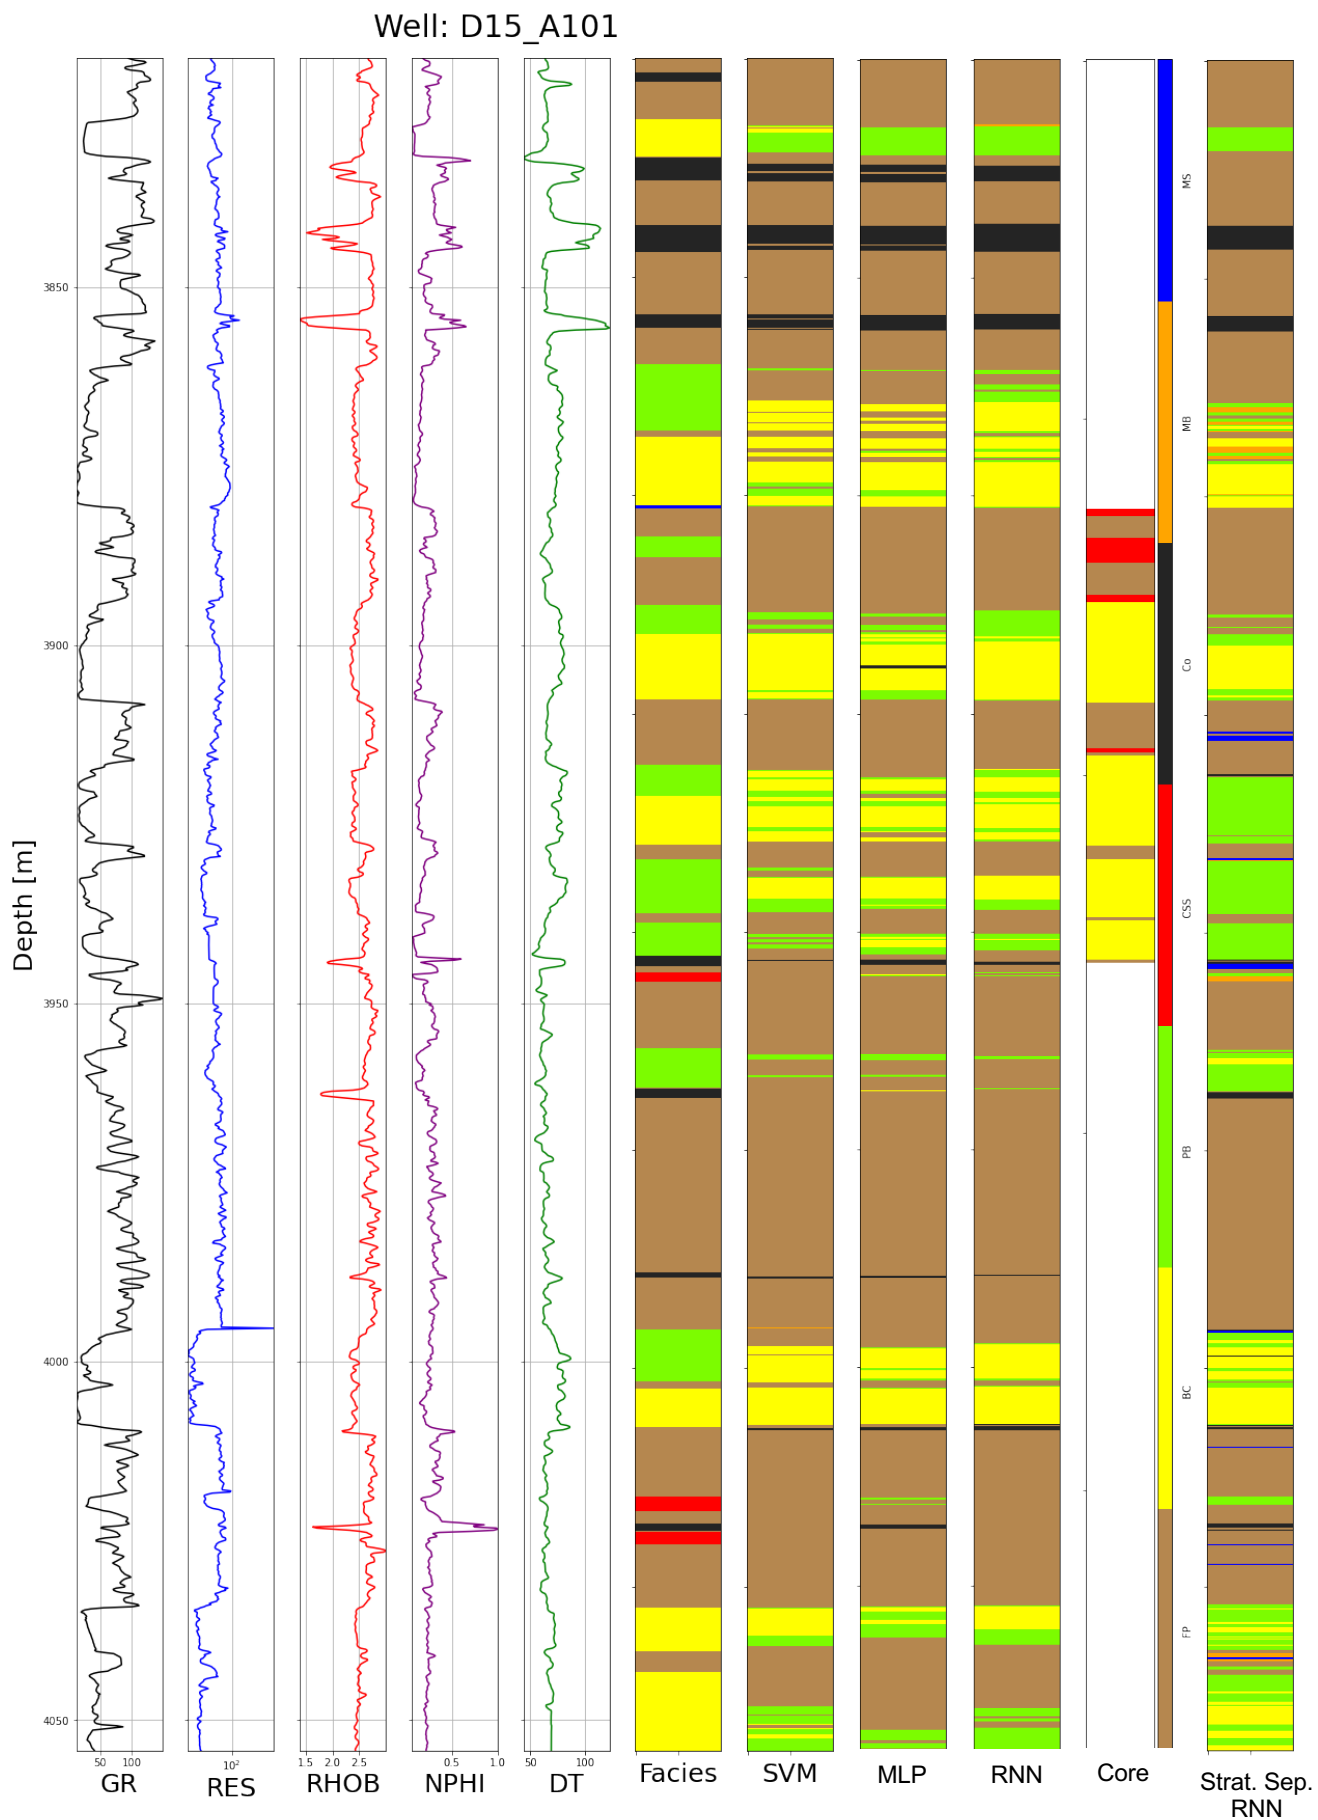 Well: D15_A101
Depth [m]
3850
3900
3950
4000
4050
50 100
10²
1.5 2.0 2.5
0.5 1.0
50 100
GR
RES
RHOB
NPHI
DT
Facies
SVM
MLP
RNN
Core
Strat. Sep.
RNN
MS
MB
Co
CSS
PB
BC
FP